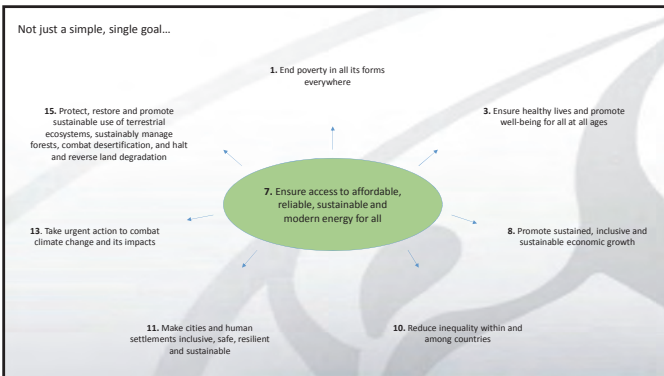 Not just a simple, single goal...
1. End poverty in all its forms
everywhere
15. Protect, restore and promote
sustainable use of terrestrial
ecosystems, sustainably manage
forests, combat desertification, and halt
and reverse land degradation
3. Ensure healthy lives and promote
well-being for all at all ages
7. Ensure access to affordable,
reliable, sustainable and
modern energy for all
13. Take urgent action to combat
climate change and its impacts
8. Promote sustained, inclusive and
sustainable economic growth
11. Make cities and human
settlements inclusive, safe, resilient
and sustainable
10. Reduce inequality within and
among countries